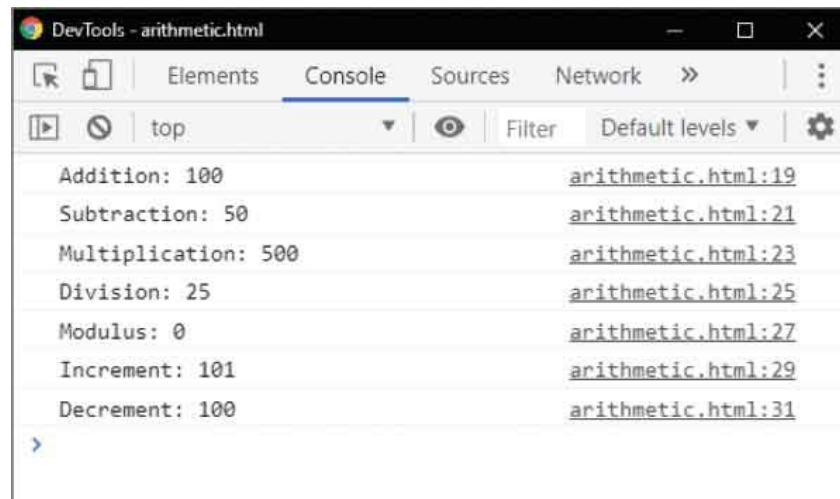 DevTools - arithmetic.html
Elements Console Sources Network »
top Filter Default levels
Addition: 100 arithmetic.html:19
Subtraction: 50 arithmetic.html:21
Multiplication: 500 arithmetic.html:23
Division: 25 arithmetic.html:25
Modulus: 0 arithmetic.html:27
Increment: 101 arithmetic.html:29
Decrement: 100 arithmetic.html:31